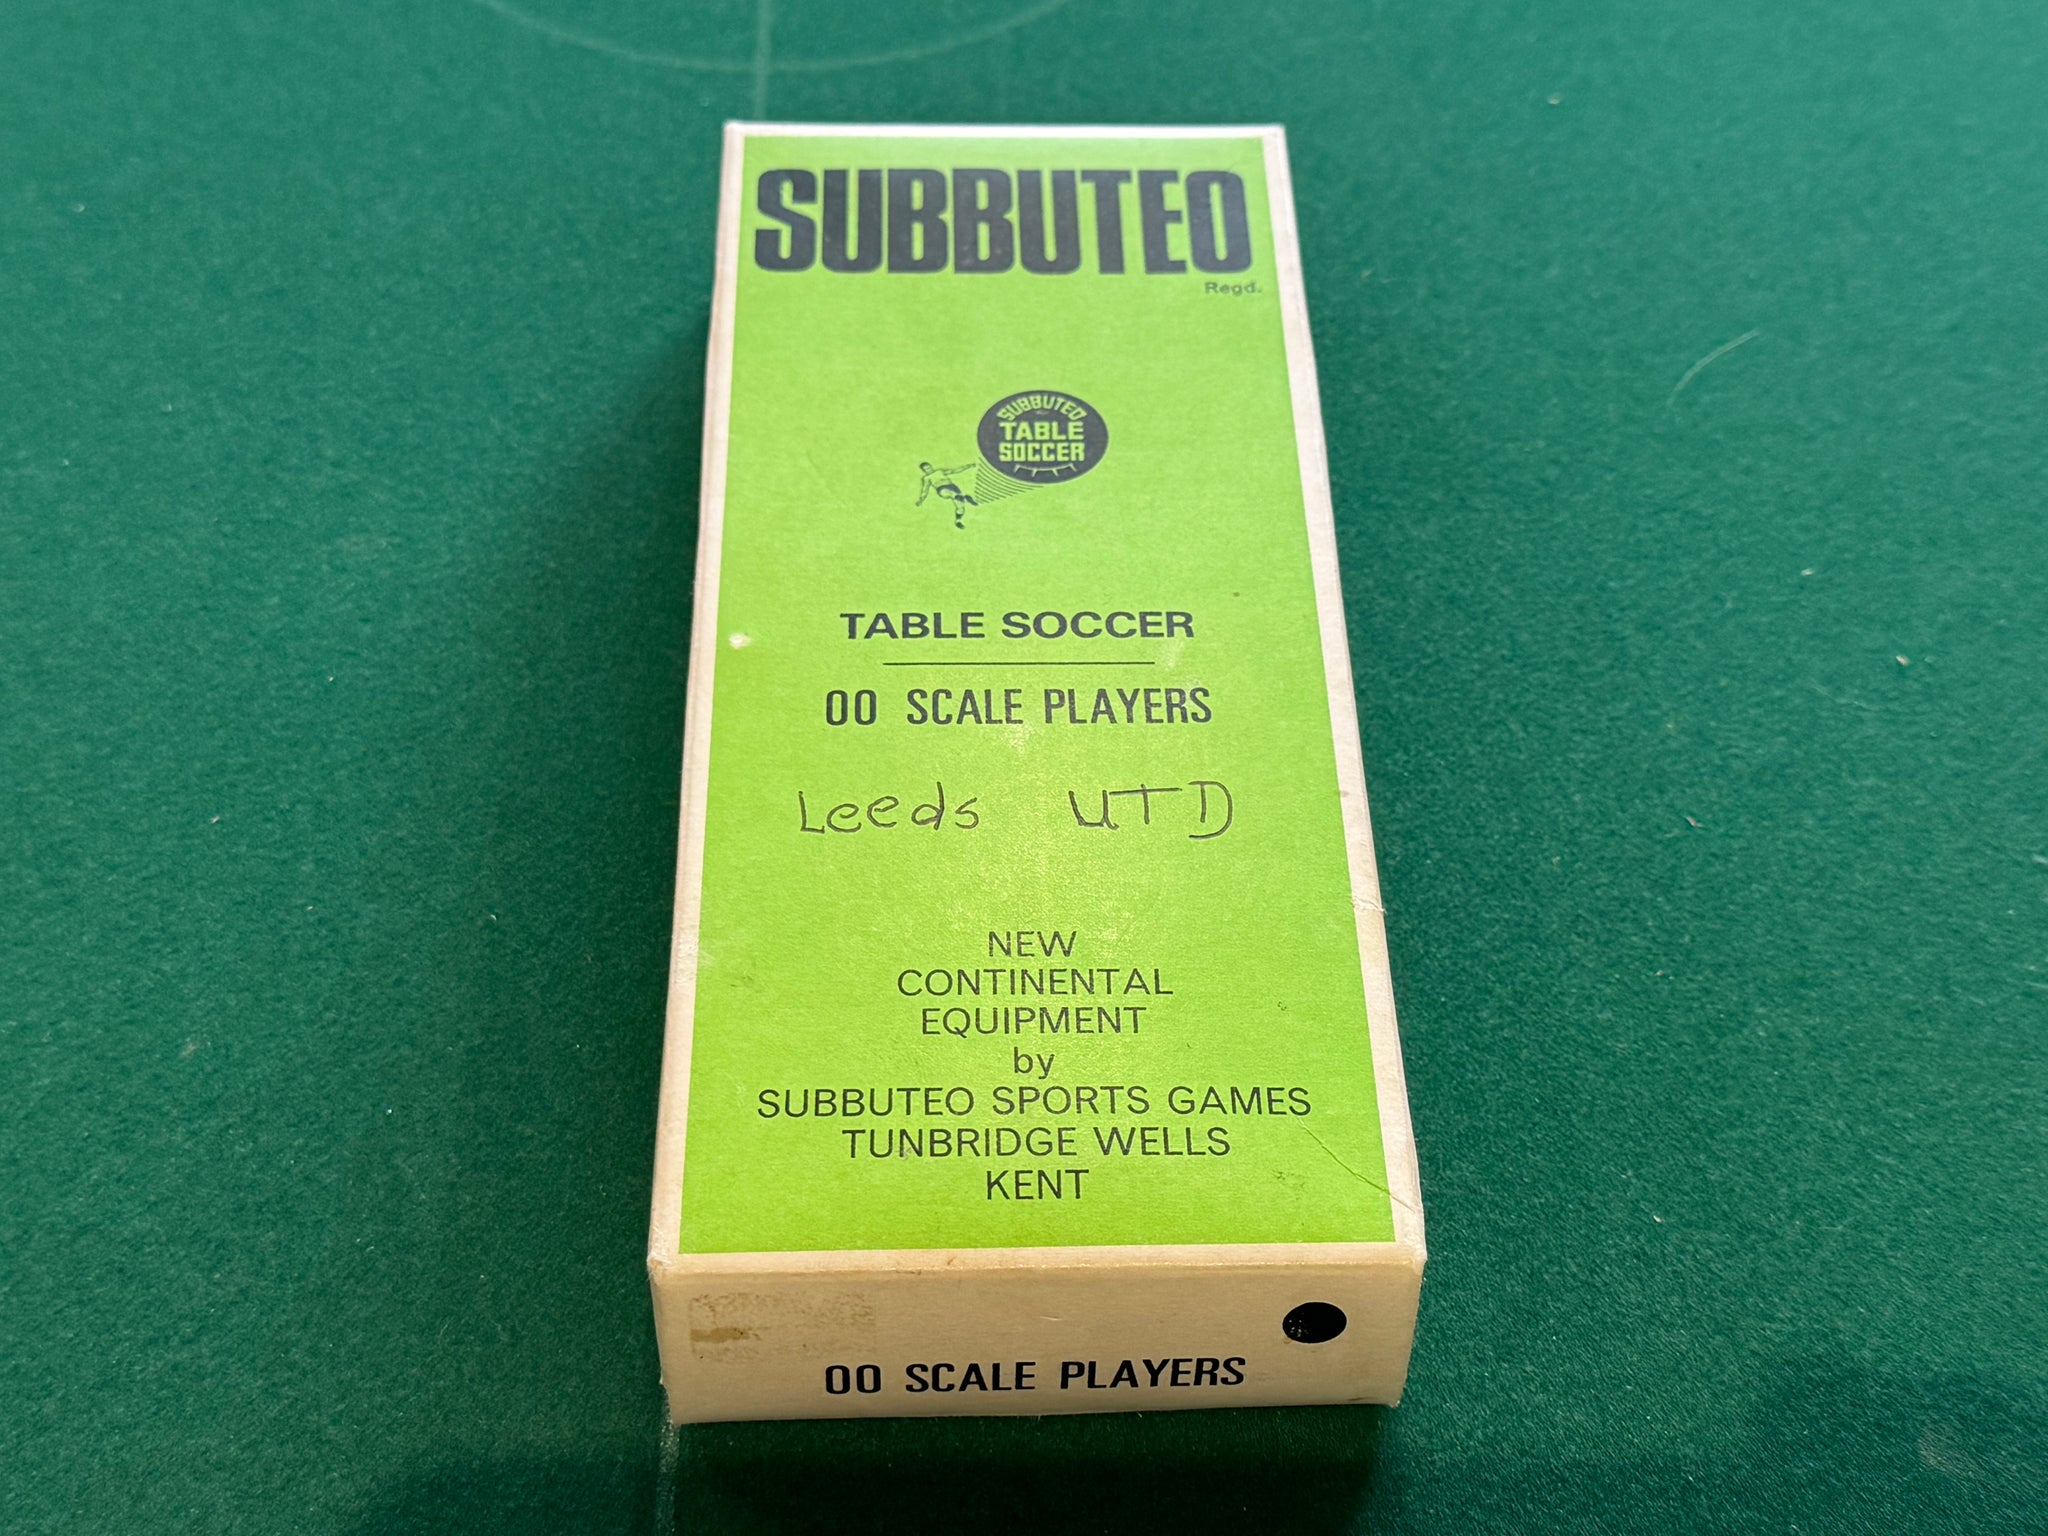 SUBBUTEO
Regd.
SUBBUTEO
TABLE
SOCCER
TABLE SOCCER
00 SCALE PLAYERS
Leeds UTD
NEW
CONTINENTAL
EQUIPMENT
by
SUBBUTEO SPORTS GAMES
TUNBRIDGE WELLS
KENT
00 SCALE PLAYERS